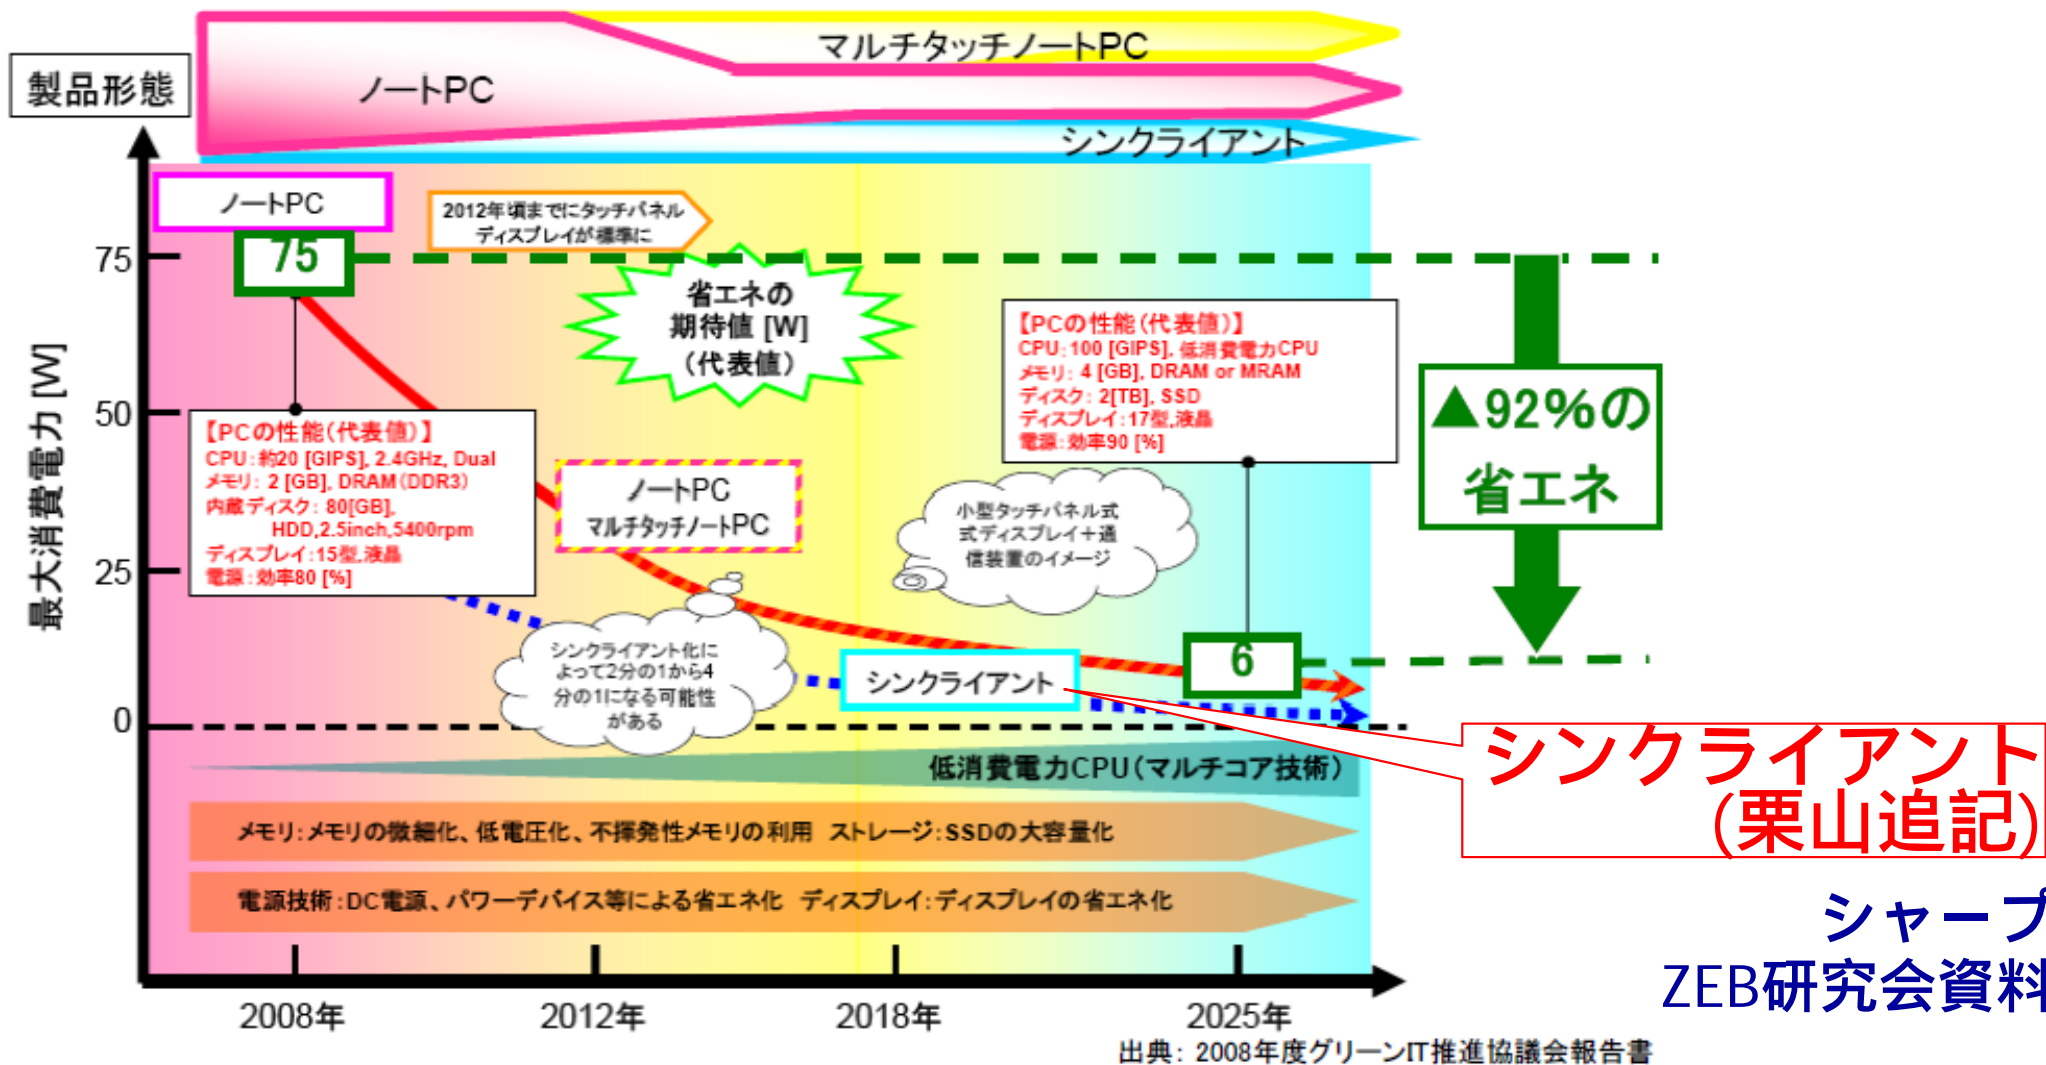 マルチタッチノートPC
製品形態
ノートPC
シンクライアント
ノートPC
2012年頃までにタッチパネル
ディスプレイが標準に
75
75
省エネの
期待値 [W]
(代表値)
【PCの性能(代表値)】
CPU:100 [GIPS], 低消費電力CPU
メモリ: 4 [GB], DRAM or MRAM
ディスク: 2[TB], SSD
ディスプレイ:17型,液晶
電源:効率90 [%]
▲92%の
省エネ
最大消費電力 [W]
50
【PCの性能(代表値)】
CPU:約20 [GIPS], 2.4GHz, Dual
メモリ: 2 [GB], DRAM(DDR3)
内蔵ディスク: 80[GB],
HDD,2.5inch,5400rpm
ディスプレイ:15型,液晶
電源:効率80 [%]
ノートPC
マルチタッチノートPC
小型タッチパネル式
式ディスプレイ+通
信装置のイメージ
25
シンクライアント化に
よって2分の1から4
分の1になる可能性
がある
シンクライアント
6
0
シンクライアント
(栗山追記)
低消費電力CPU(マルチコア技術)
メモリ:メモリの微細化、低電圧化、不揮発性メモリの利用 ストレージ:SSDの大容量化
電源技術:DC電源、パワーデバイス等による省エネ化 ディスプレイ:ディスプレイの省エネ化
シャープ
ZEB研究会資料
2008年
2012年
2018年
2025年
出典: 2008年度グリーンIT推進協議会報告書